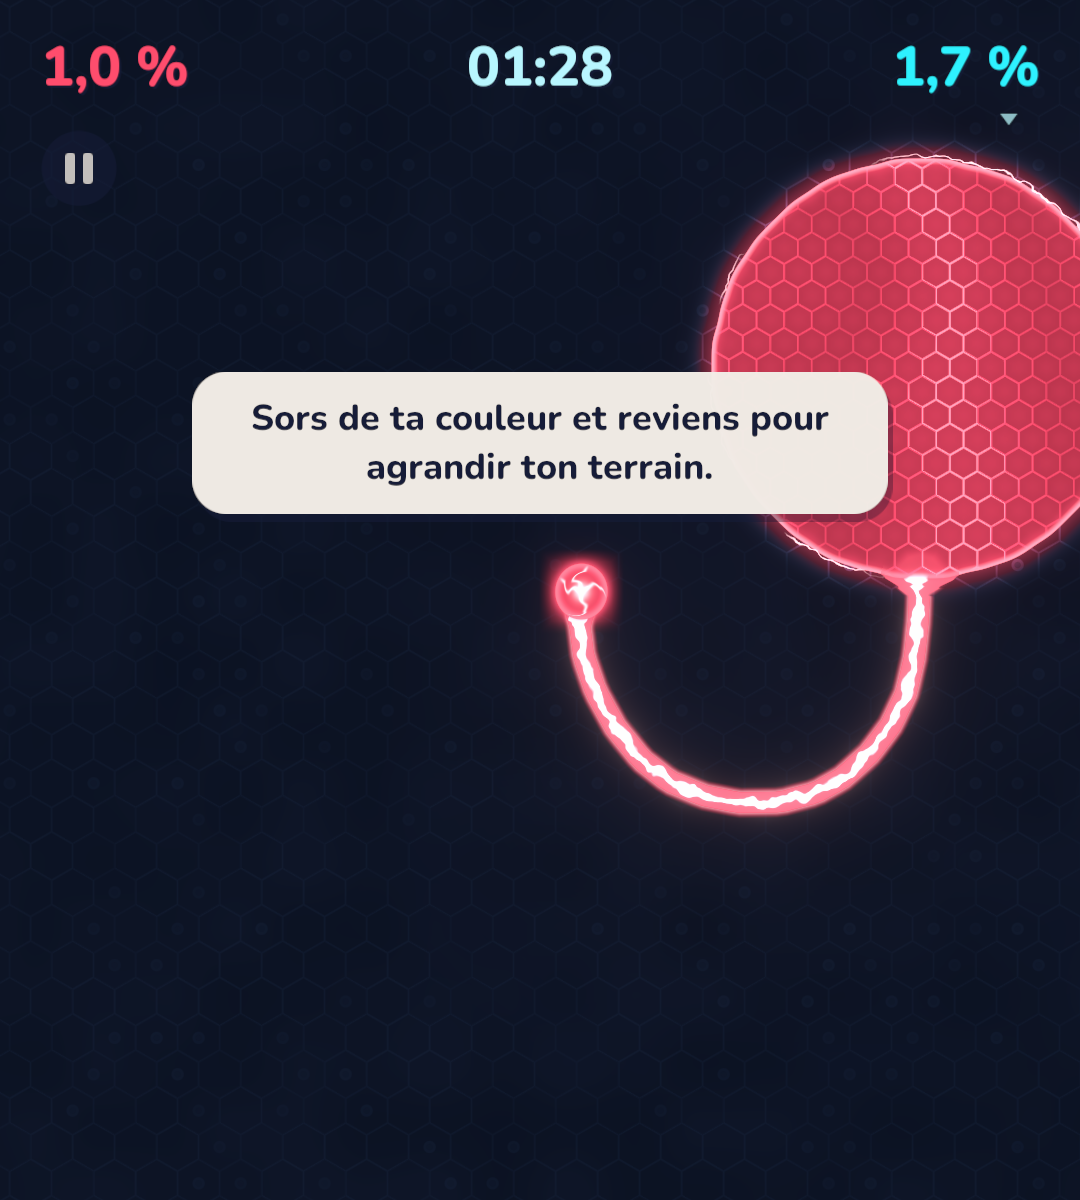 1,0 %
01:28
1,7 %
Sors de ta couleur et reviens pour
agrandir ton terrain.